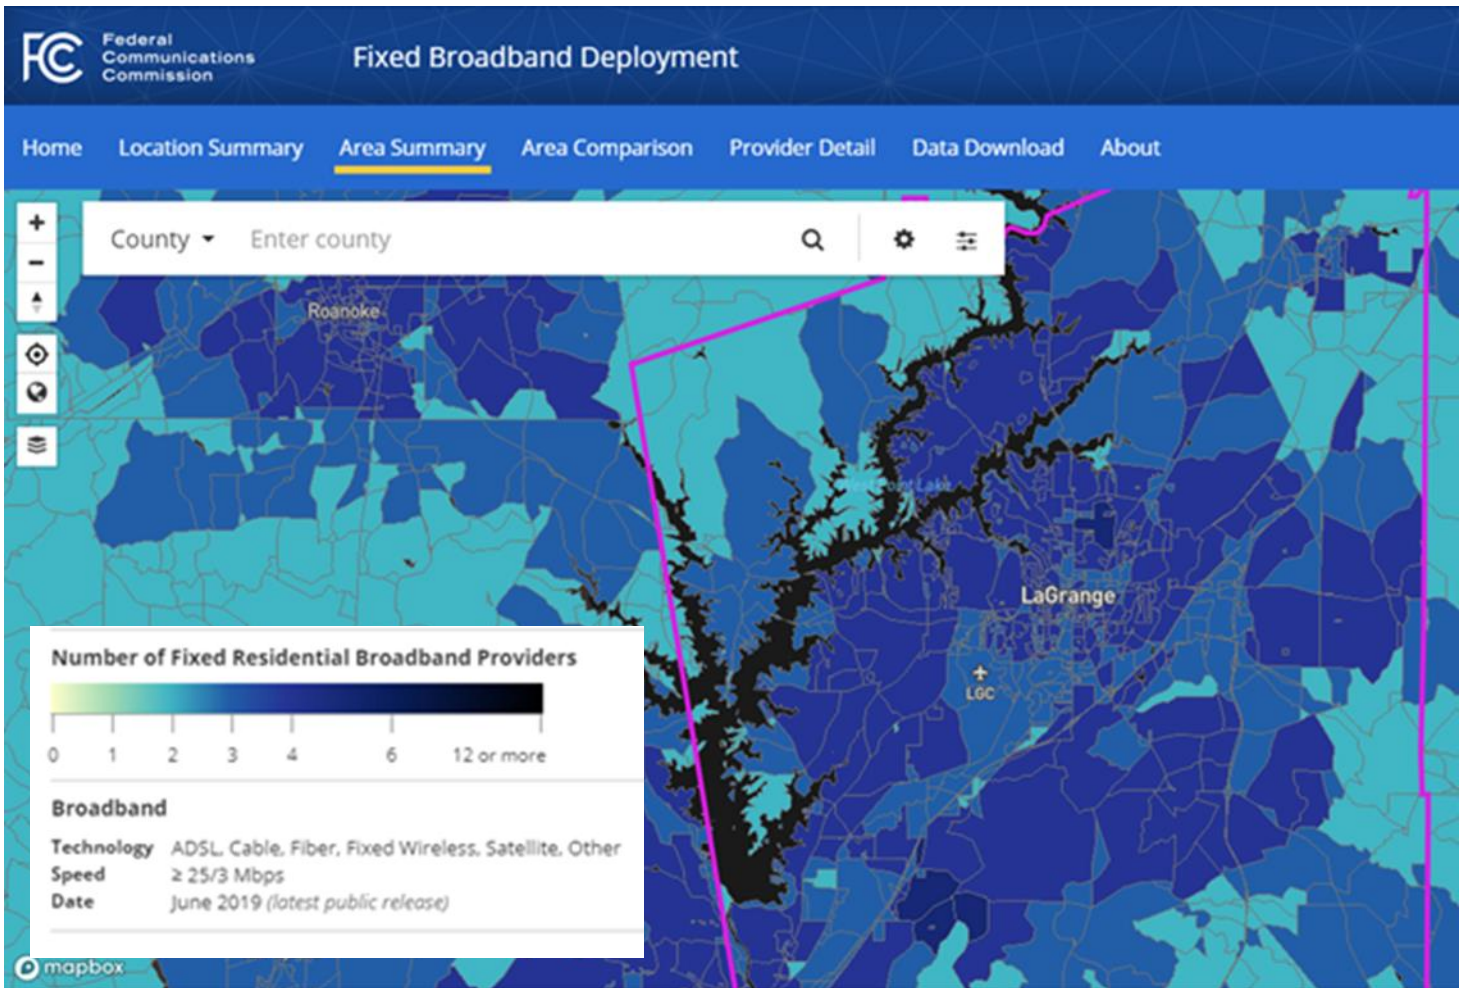 FCC
Federal
Communications
Commission
Fixed Broadband Deployment
Home Location Summary Area Summary Area Comparison Provider Detail Data Download About
County Enter county
Roanoke
West Point Lake
LaGrange
LGC
Number of Fixed Residential Broadband Providers
0 1 2 3 4 6 12 or more
Broadband
Technology ADSL, Cable, Fiber, Fixed Wireless, Satellite, Other
Speed ≥ 25/3 Mbps
Date June 2019 (latest public release)
mapbox